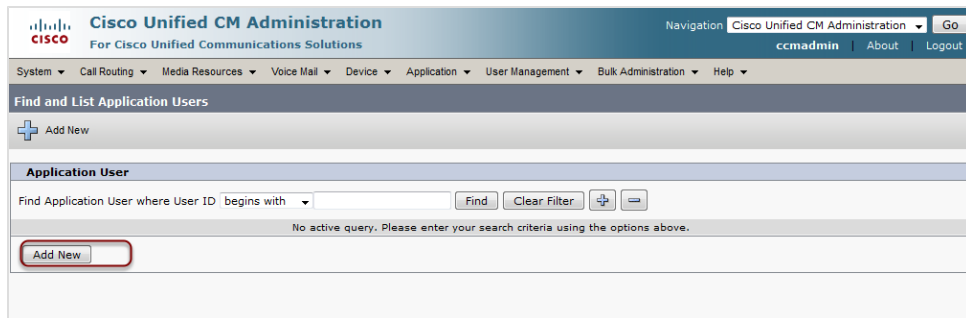 CISCO
Cisco Unified CM Administration
For Cisco Unified Communications Solutions
Navigation Cisco Unified CM Administration Go
ccmadmin | About | Logout
System Call Routing Media Resources Voice Mail Device Application User Management Bulk Administration Help
Find and List Application Users
Add New
Application User
Find Application User where User ID begins with Find Clear Filter
No active query. Please enter your search criteria using the options above.
Add New